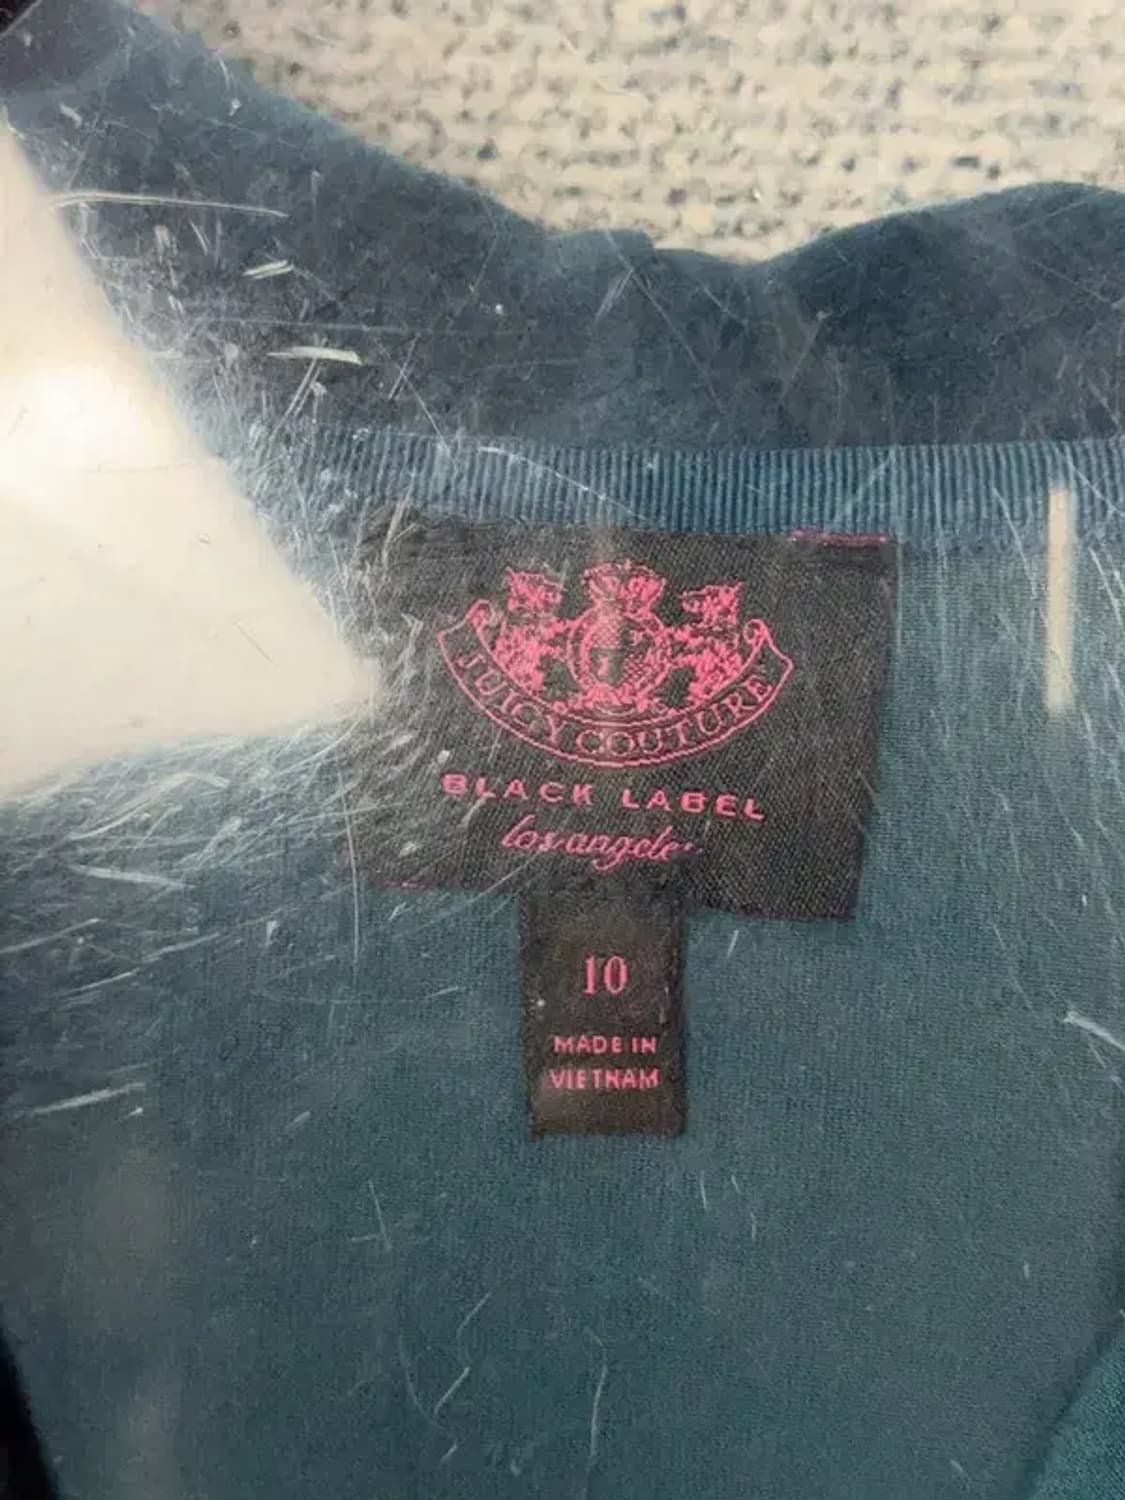 JUICY COUTURE
BLACK LABEL
los angeles
10
MADE IN
VIETNAM